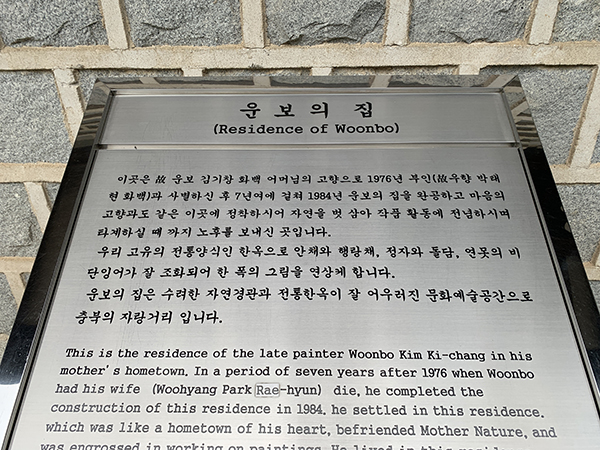 운보의 집
(Residence of Woonbo)
이곳은 故 운보 김기창 화백 어머님의 고향으로 1976년 부인(故우향 박래
현 화백)과 사별하신 후 7년여에 걸쳐 1984년 운보의 집을 완공하고 마음의
고향과도 같은 이곳에 정착하시어 자연을 벗 삼아 작품 활동에 전념하시며
타계하실 때 까지 노후를 보내신 곳입니다.
우리 고유의 전통양식인 한옥으로 안채와 행랑채, 정자와 돌담, 연못의 비
단잉어가 잘 조화되어 한 폭의 그림을 연상케 합니다.
운보의 집은 수려한 자연경관과 전통한옥이 잘 어우러진 문화예술공간으로
충북의 자랑거리 입니다.
This is the residence of the late painter Woonbo Kim Ki-chang in his
mother's hometown. In a period of seven years after 1976 when Woonbo
had his wife (Woohyang Park Rae-hyun) die, he completed the
construction of this residence in 1984. he settled in this residence,
which was like a hometown of his heart, befriended Mother Nature, and
was engrossed in working on paintings. He lived in this